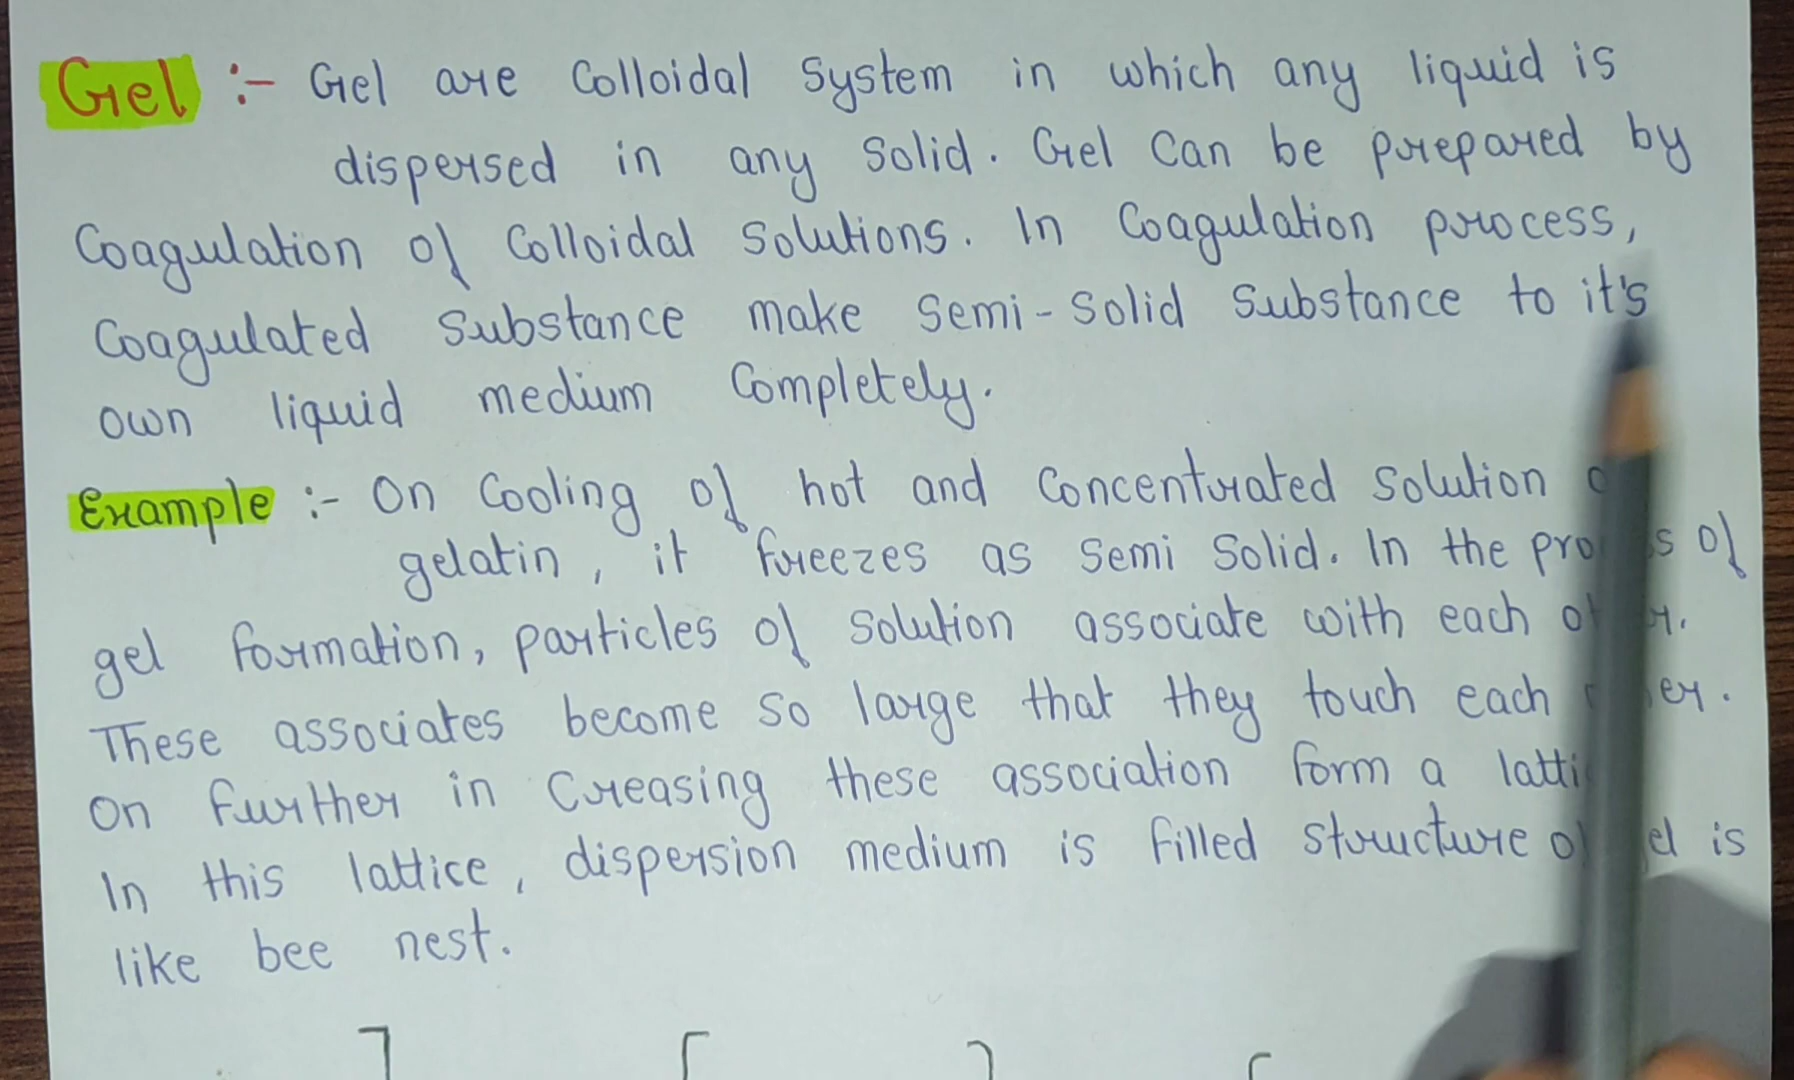 Gel :- Gel are Colloidal System in which any liquid is
dispersed in any Solid. Gel Can be prepared by
Coagulation of Colloidal Solutions. In Coagulation process,
Coagulated Substance make Semi-Solid Substance to it's
own liquid medium Completely.
Example :- On Cooling of hot and Concentrated Solution
gelatin, it freezes as Semi Solid. In the of
gel formation, particles of Solution associate with each
These associates become so large that they touch each
On further in Creasing these association form a
In this lattice, dispersion medium is filled structure is
like bee nest.